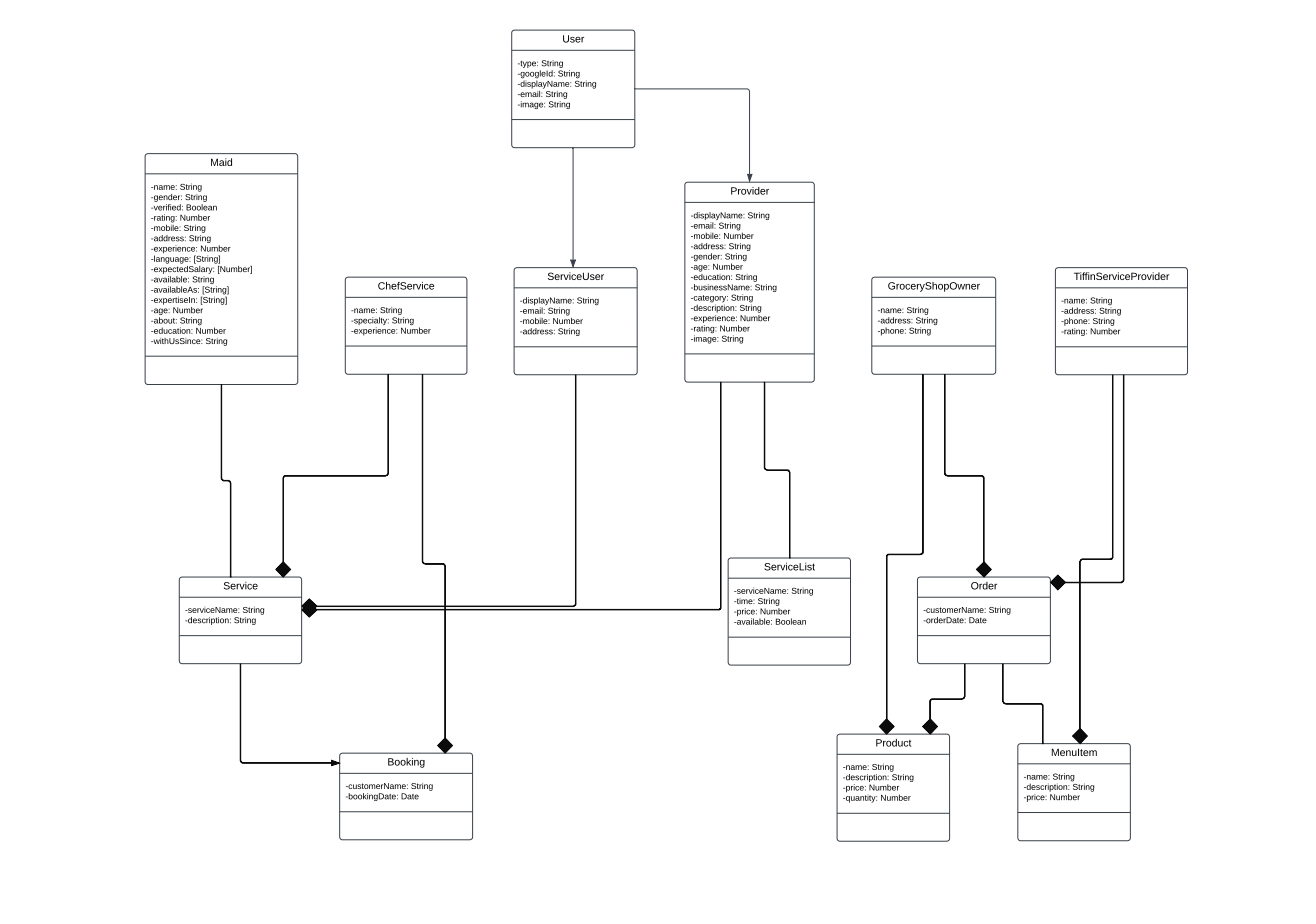 User
-type: String
-googleId: String
-displayName: String
-email: String
-image: String
Maid
-name: String
-gender: String
-verified: Boolean
-rating: Number
-mobile: String
-address: String
-experience: Number
-language: [String]
-expectedSalary: [Number]
-available: String
-availableAs: [String]
-expertiseIn: [String]
-age: Number
-about: String
-education: Number
-withUsSince: String
ChefService
-name: String
-specialty: String
-experience: Number
ServiceUser
-displayName: String
-email: String
-mobile: Number
-address: String
Provider
-displayName: String
-email: String
-mobile: Number
-address: String
-gender: String
-age: Number
-education: String
-businessName: String
-category: String
-description: String
-experience: Number
-rating: Number
-image: String
GroceryShopOwner
-name: String
-address: String
-phone: String
TiffinServiceProvider
-name: String
-address: String
-phone: String
-rating: Number
Service
-serviceName: String
-description: String
ServiceList
-serviceName: String
-time: String
-price: Number
-available: Boolean
Order
-customerName: String
-orderDate: Date
Booking
-customerName: String
-bookingDate: Date
Product
-name: String
-description: String
-price: Number
-quantity: Number
MenuItem
-name: String
-description: String
-price: Number